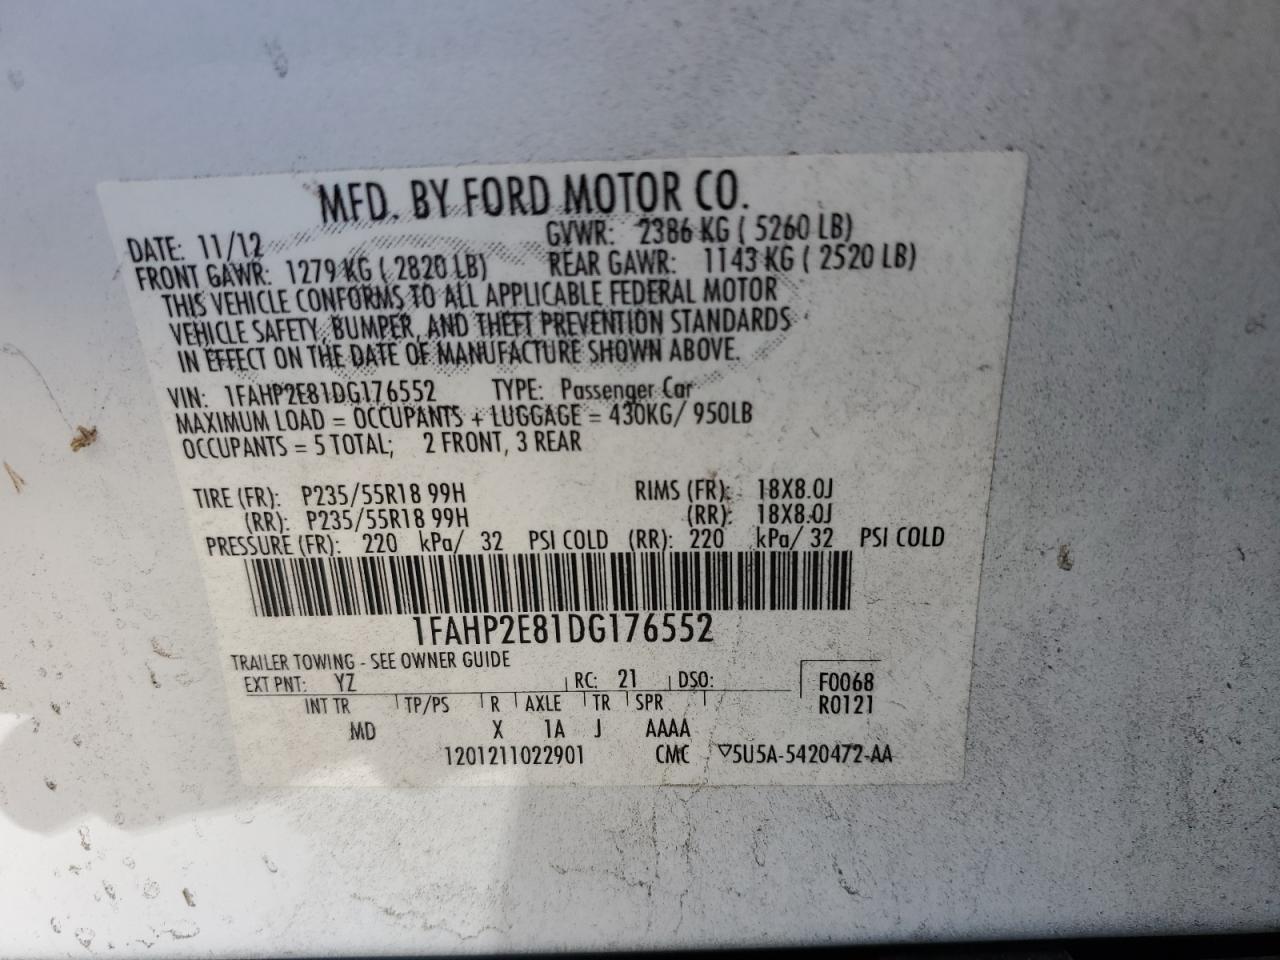 MFD. BY FORD MOTOR CO.
DATE: 11/12 GVWR: 2386 KG ( 5260 LB)
FRONT GAWR: 1279 KG ( 2820 LB) REAR GAWR: 1143 KG ( 2520 LB)
THIS VEHICLE CONFORMS TO ALL APPLICABLE FEDERAL MOTOR
VEHICLE SAFETY, BUMPER, AND THEFT PREVENTION STANDARDS
IN EFFECT ON THE DATE OF MANUFACTURE SHOWN ABOVE.
VIN: 1FAHP2E81DG176552 TYPE: Passenger Car
MAXIMUM LOAD = OCCUPANTS + LUGGAGE = 430KG/ 950LB
OCCUPANTS = 5 TOTAL; 2 FRONT, 3 REAR
TIRE (FR): P235/55R18 99H RIMS (FR): 18X8.0J
(RR): P235/55R18 99H (RR): 18X8.0J
PRESSURE (FR): 220 kPa/ 32 PSI COLD (RR): 220 kPa/ 32 PSI COLD
1FAHP2E81DG176552
TRAILER TOWING - SEE OWNER GUIDE
EXT PNT: YZ RC: 21 DSO: F0068
INT TR TP/PS R AXLE TR SPR R0121
MD X 1A J AAAA
1201211022901 CMC ▽5U5A-5420472-AA